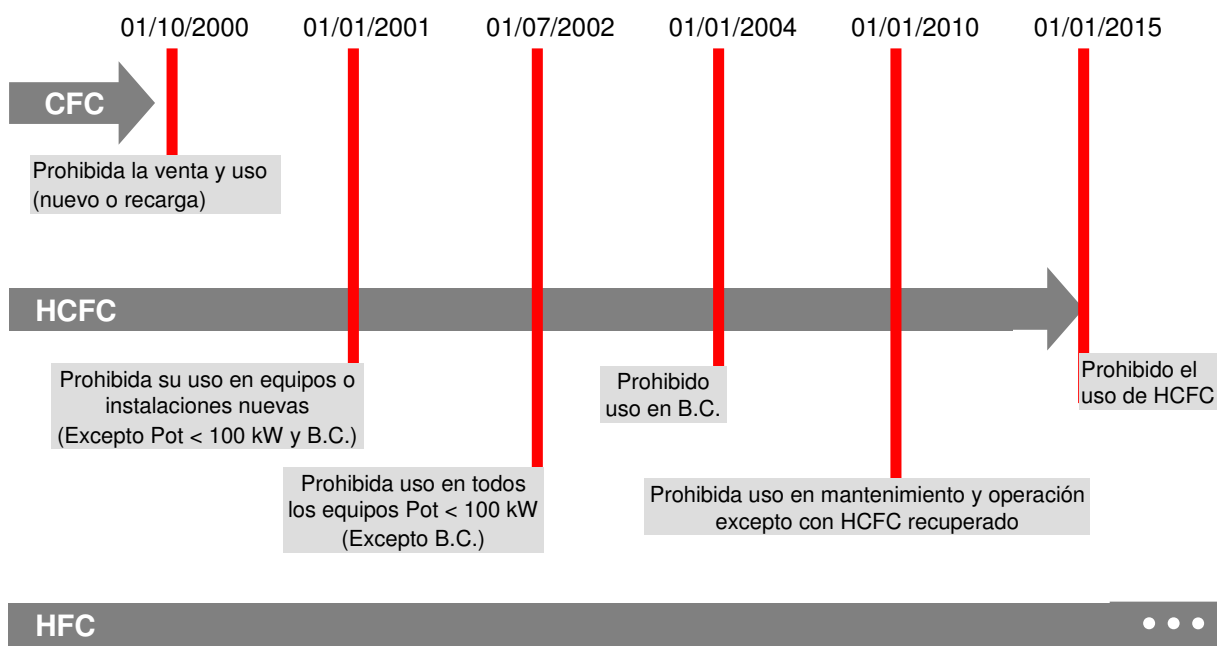 01/10/2000
01/01/2001
01/07/2002
01/01/2004
01/01/2010
01/01/2015
CFC
Prohibida la venta y uso
(nuevo o recarga)
HCFC
Prohibida su uso en equipos o
instalaciones nuevas
(Excepto Pot < 100 kW y B.C.)
Prohibida uso en todos
los equipos Pot < 100 kW
(Excepto B.C.)
Prohibido
uso en B.C.
Prohibida uso en mantenimiento y operación
excepto con HCFC recuperado
Prohibido el
uso de HCFC
HFC